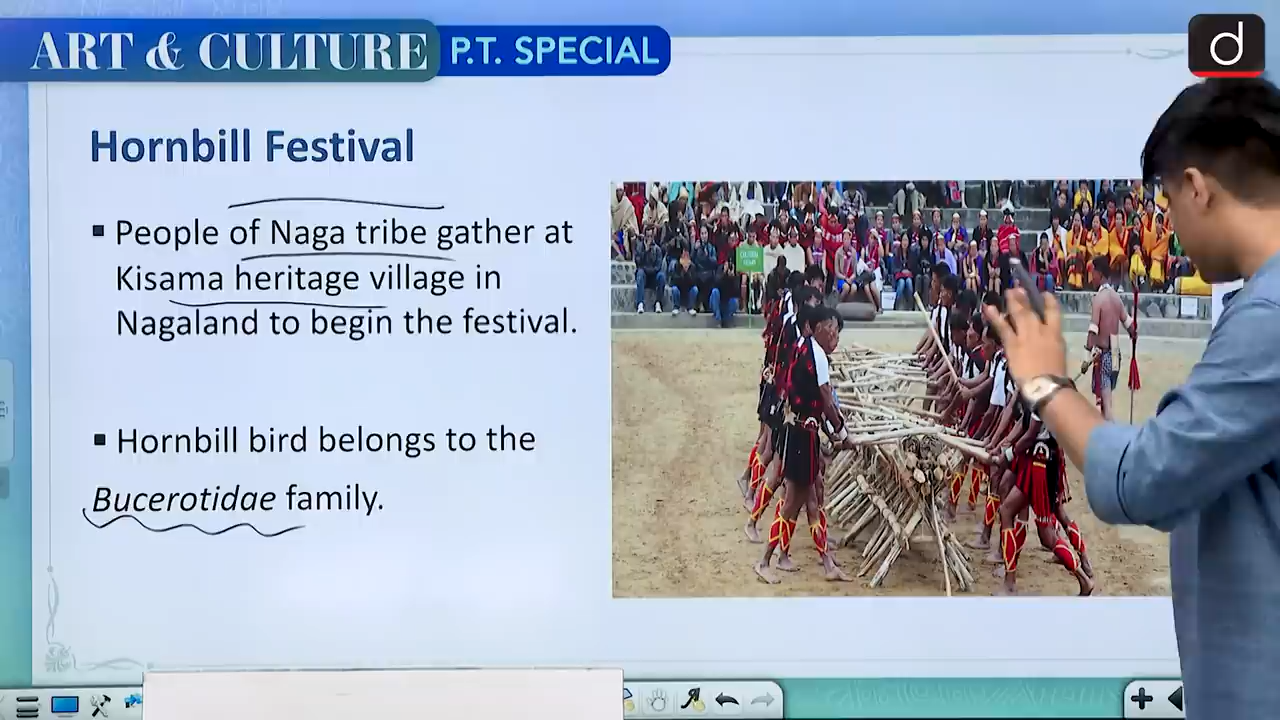 ART & CULTURE P.T. SPECIAL
d
Hornbill Festival
▪ People of Naga tribe gather at
Kisama heritage village in
Nagaland to begin the festival.
▪ Hornbill bird belongs to the
Bucerotidae family.